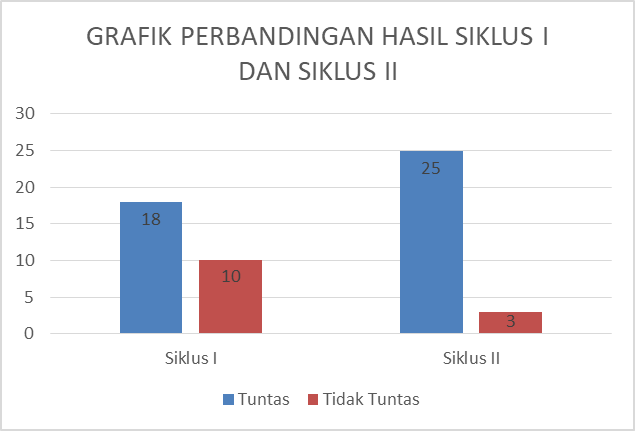 GRAFIK PERBANDINGAN HASIL SIKLUS I
DAN SIKLUS II
30
25
20
15
10
5
0
18
10
25
3
Siklus I
Siklus II
Tuntas
Tidak Tuntas